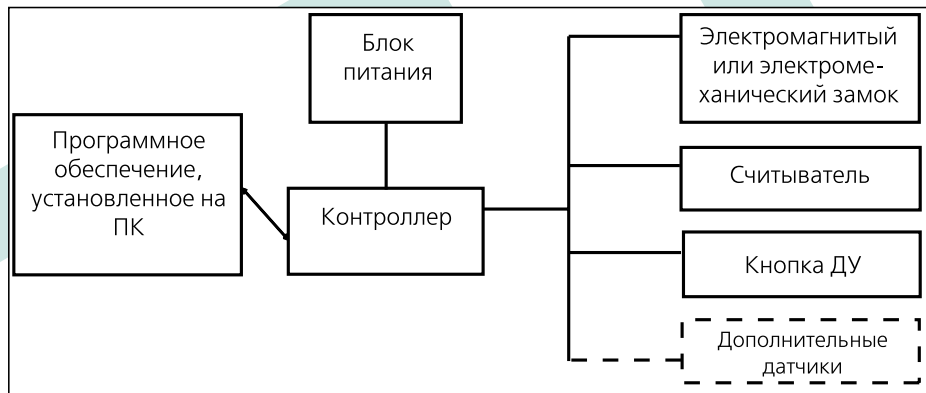 Блок
питания
Электромагнитый
или электроме-
ханический замок
Программное
обеспечение,
установленное на
ПК
Контроллер
Считыватель
Кнопка ДУ
Дополнительные
датчики